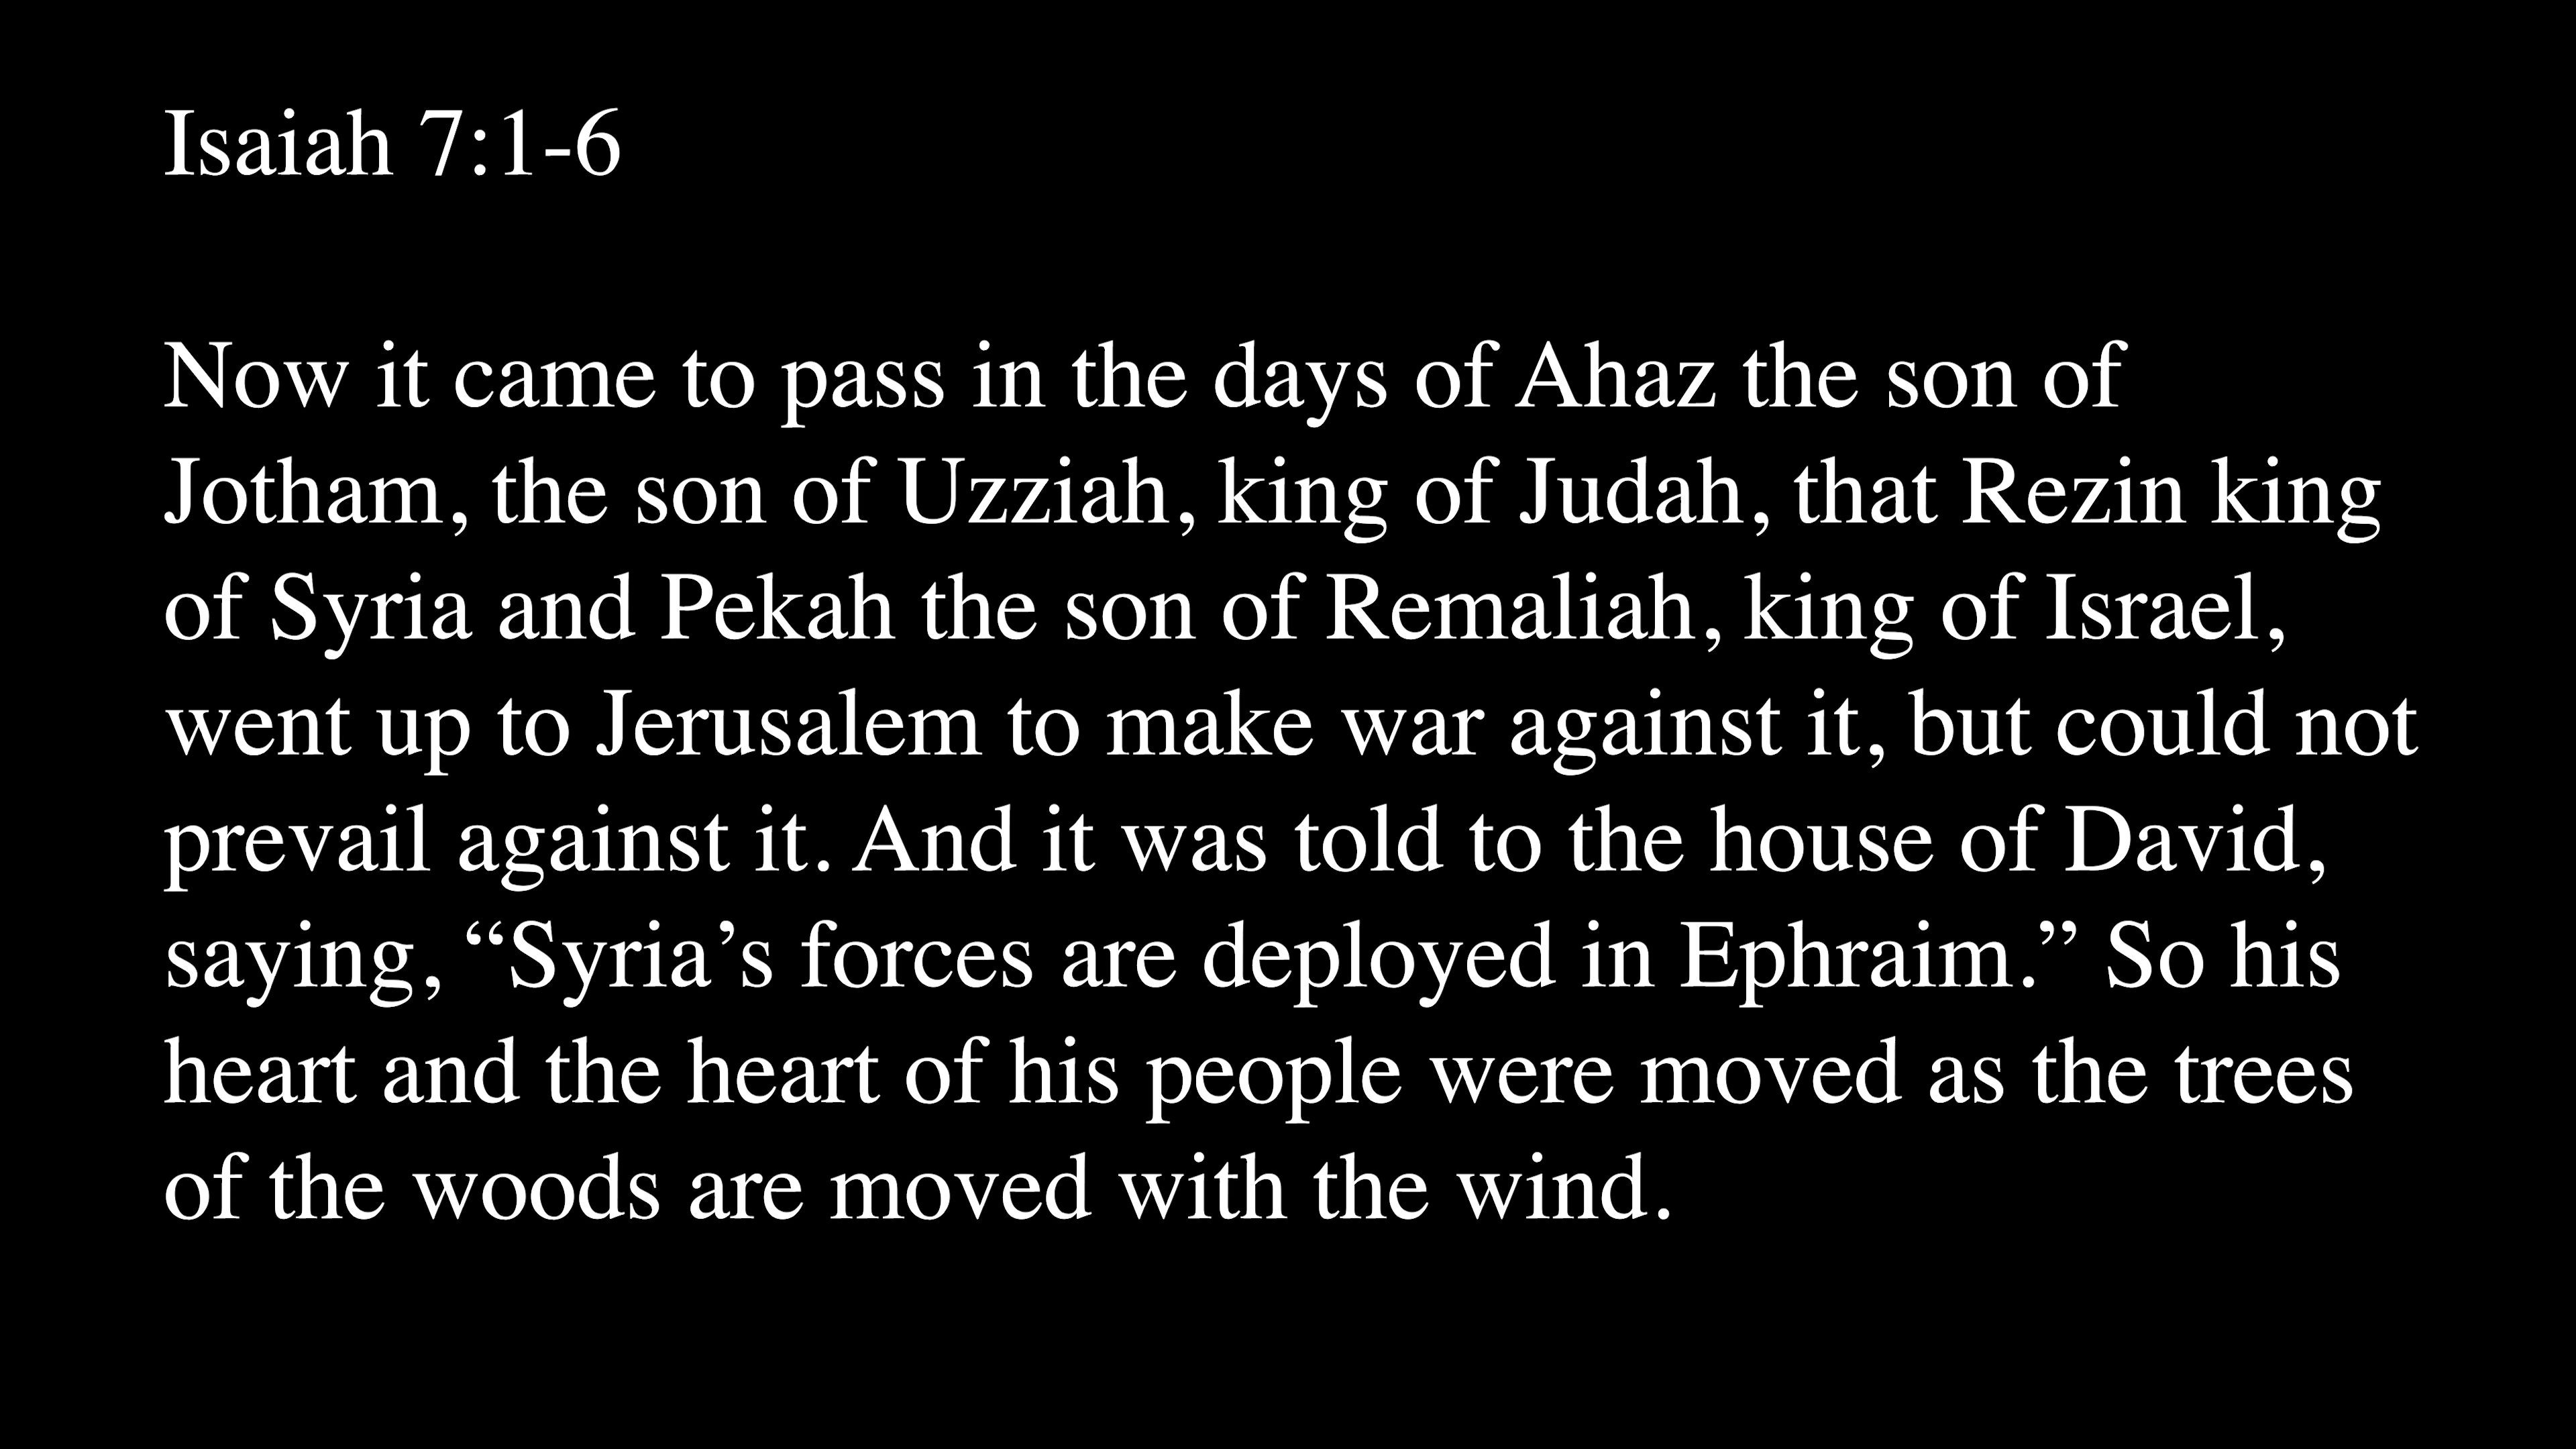 Isaiah 7:1-6
Now it came to pass in the days of Ahaz the son of
Jotham, the son of Uzziah, king of Judah, that Rezin king
of Syria and Pekah the son of Remaliah, king of Israel,
went up to Jerusalem to make war against it, but could not
prevail against it. And it was told to the house of David,
saying, “Syria’s forces are deployed in Ephraim.” So his
heart and the heart of his people were moved as the trees
of the woods are moved with the wind.